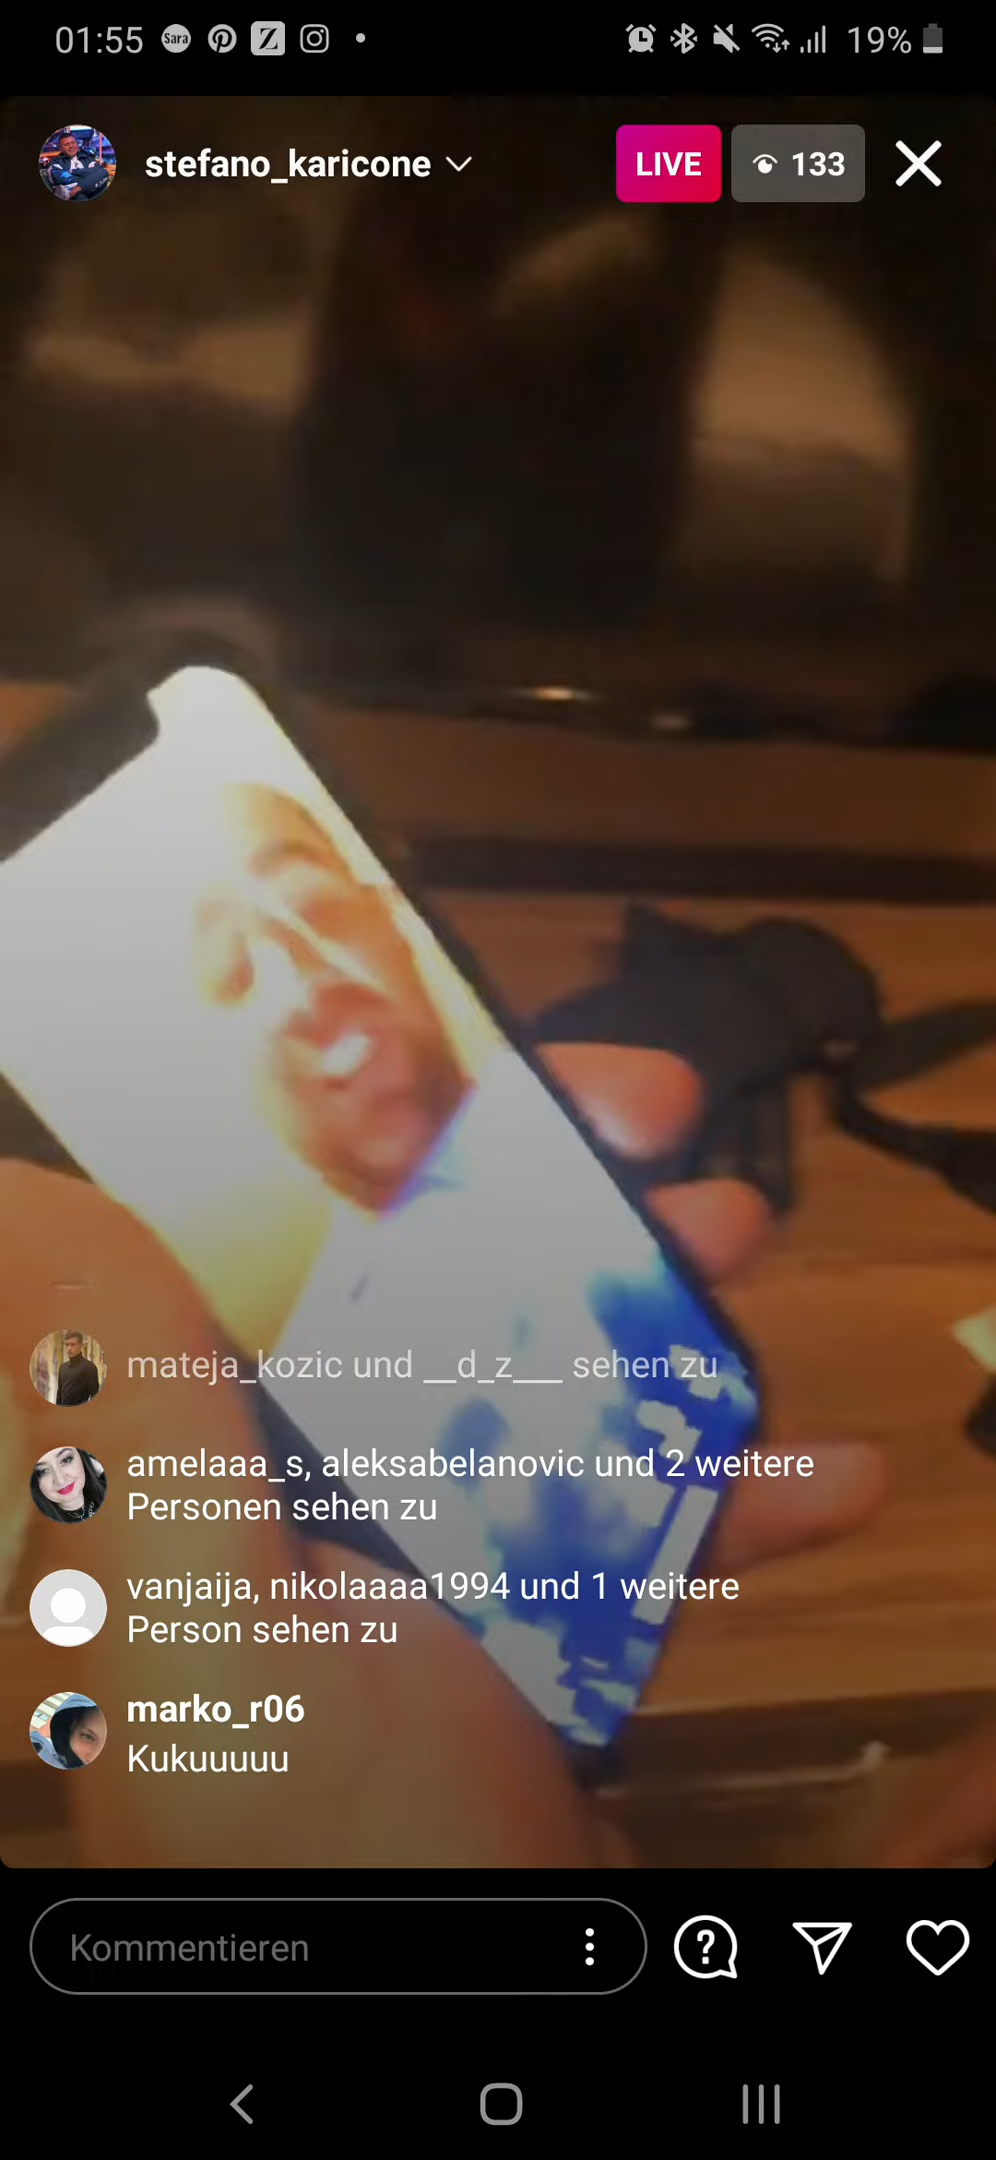 01:55 Sara 19%
stefano_karicone LIVE 133
mateja_kozic und __d_z___ sehen zu
amelaaa_s, aleksabelanovic und 2 weitere
Personen sehen zu
vanjaija, nikolaaaa1994 und 1 weitere
Person sehen zu
marko_r06
Kukuuuuu
Kommentieren